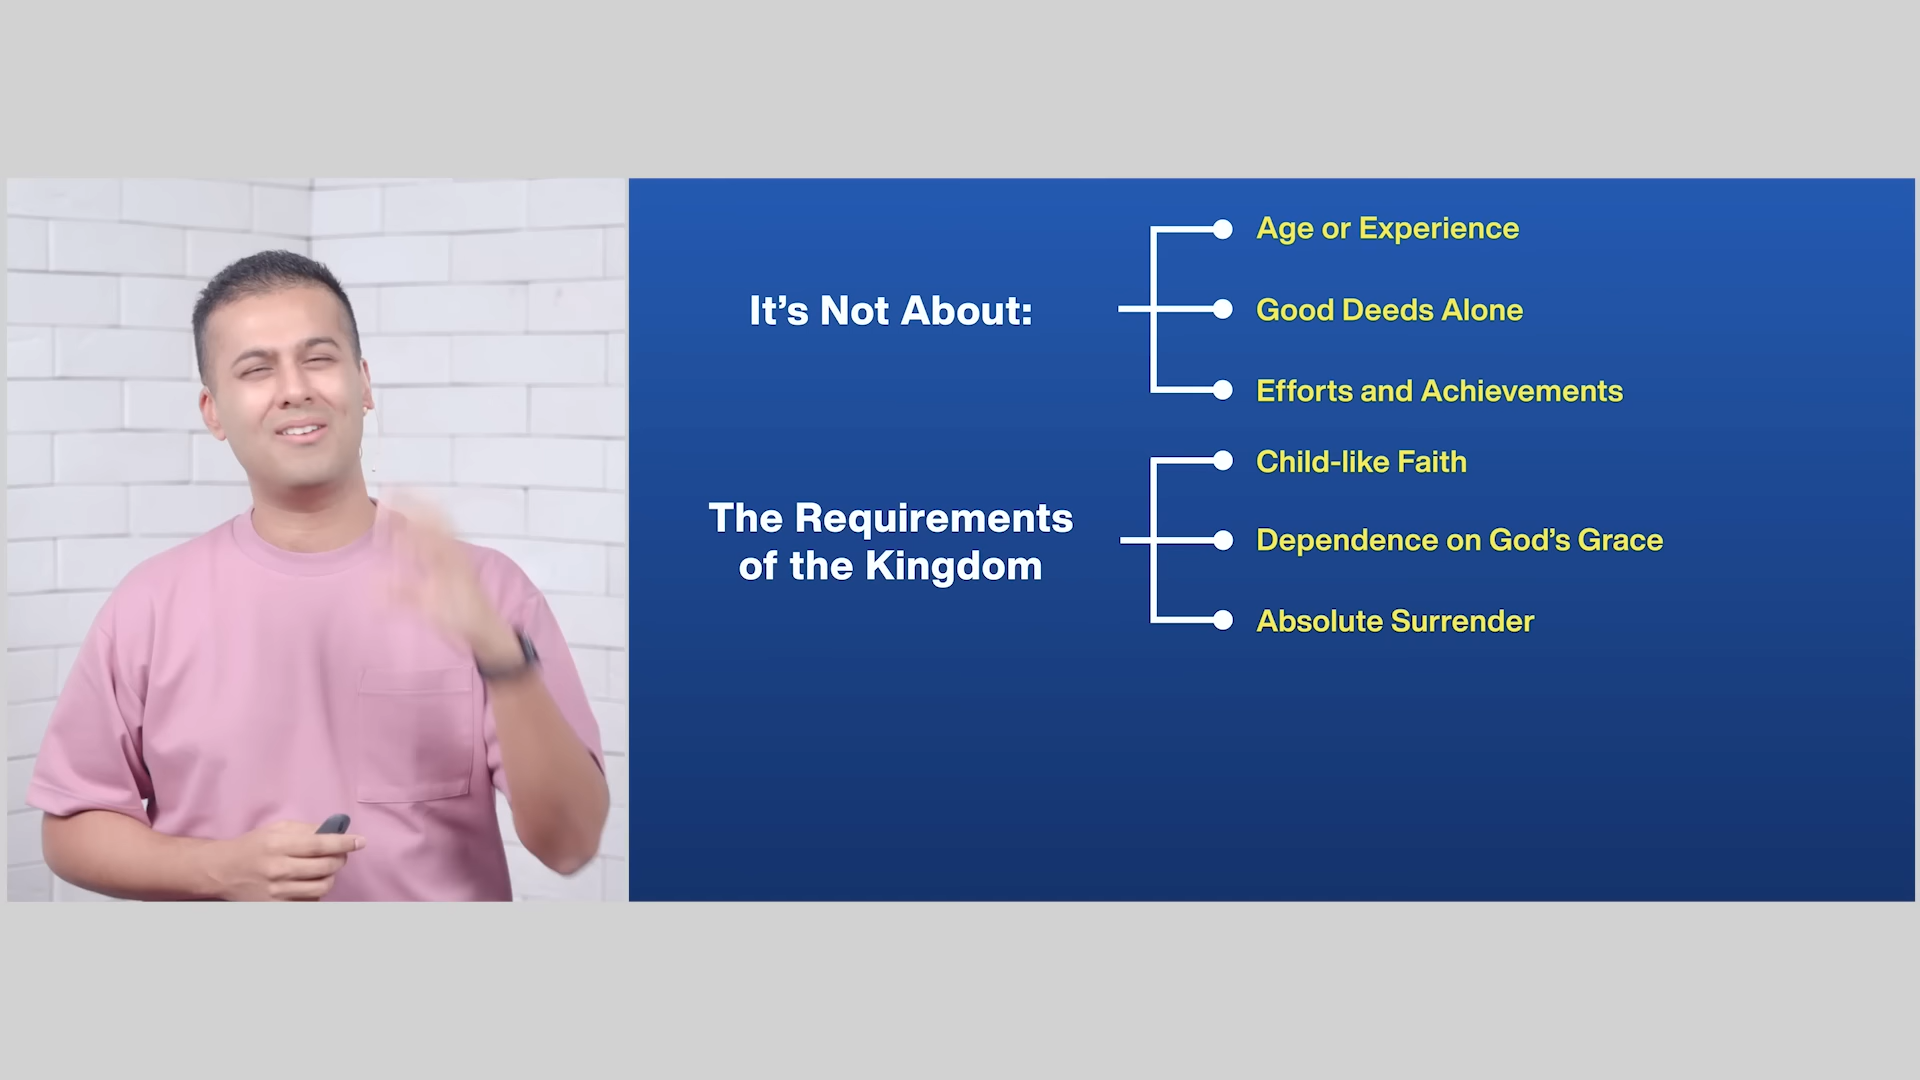 It’s Not About:
Age or Experience
Good Deeds Alone
Efforts and Achievements
The Requirements
of the Kingdom
Child-like Faith
Dependence on God’s Grace
Absolute Surrender